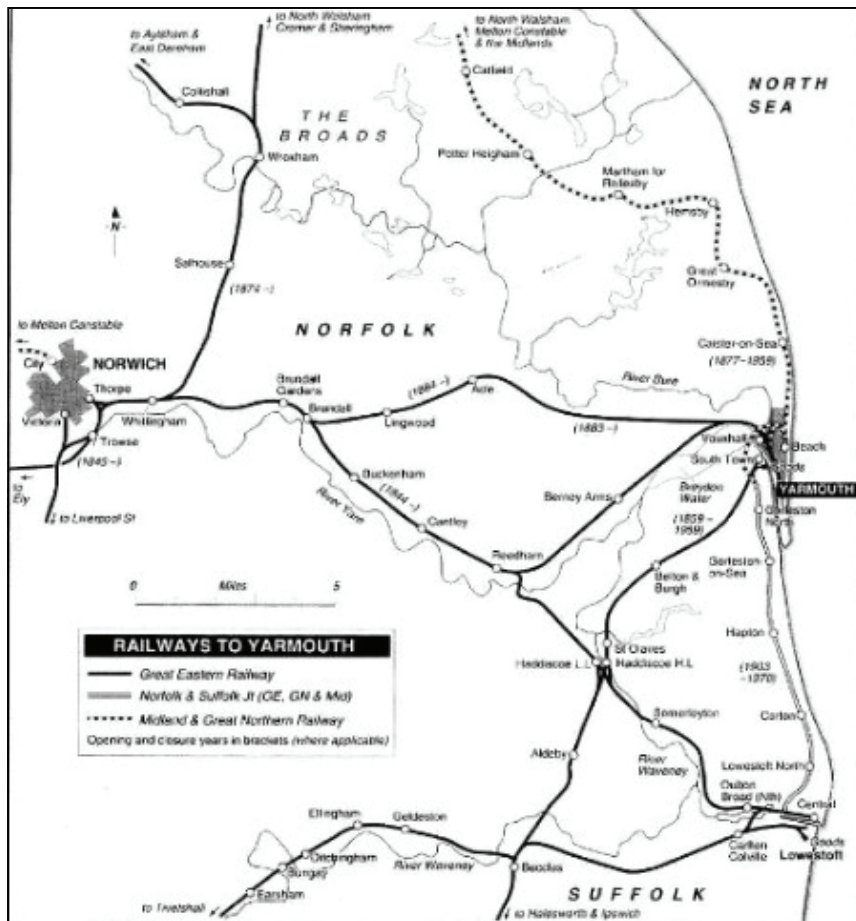 to North Walsham
Cromer & Sheringham
to North Walsham,
Melton Constable
& the Midlands
to Aylsham &
East Dereham
Catfield
NORTH
SEA
Coltishall
THE
BROADS
Wroxham
Potter Heigham
Martham for
Rollesby
Hemsby
-N-
Salhouse
(1874 -)
Great
Ormesby
to Melton Constable
NORFOLK
Caister-on-Sea
(1877-1959)
City
NORWICH
River Bure
Brundall
Gardens
(1884 -)
Acle
Thorpe
Brundall
Lingwood
(1883 -)
Victoria
Whitlingham
Trowse
(1845 -)
Vauxhall
Beach
South Town
Goods
to
Ely
Buckenham
(1844 -)
Berney Arms
Breydon
Water
YARMOUTH
to Liverpool St
River Yare
Cantley
(1859 -
1959)
Gorleston
North
Reedham
Belton &
Burgh
Gorleston
-on-Sea
0 Miles 5
Hopton
RAILWAYS TO YARMOUTH
St Olaves
Haddiscoe L.L
Haddiscoe H.L
(1903
-1970)
Great Eastern Railway
Norfolk & Suffolk Jt (GE, GN & Mid)
Midland & Great Northern Railway
Opening and closure years in brackets (where applicable)
Somerleyton
Corton
Aldeby
River
Waveney
Lowestoft North
Oulton
Broad (Nth)
Central
Ellingham
Geldeston
Ditchingham
Bungay
River Waveney
Carlton
Colville
Goods
Lowestoft
Beccles
Earsham
to Tivetshall
SUFFOLK
to Halesworth & Ipswich